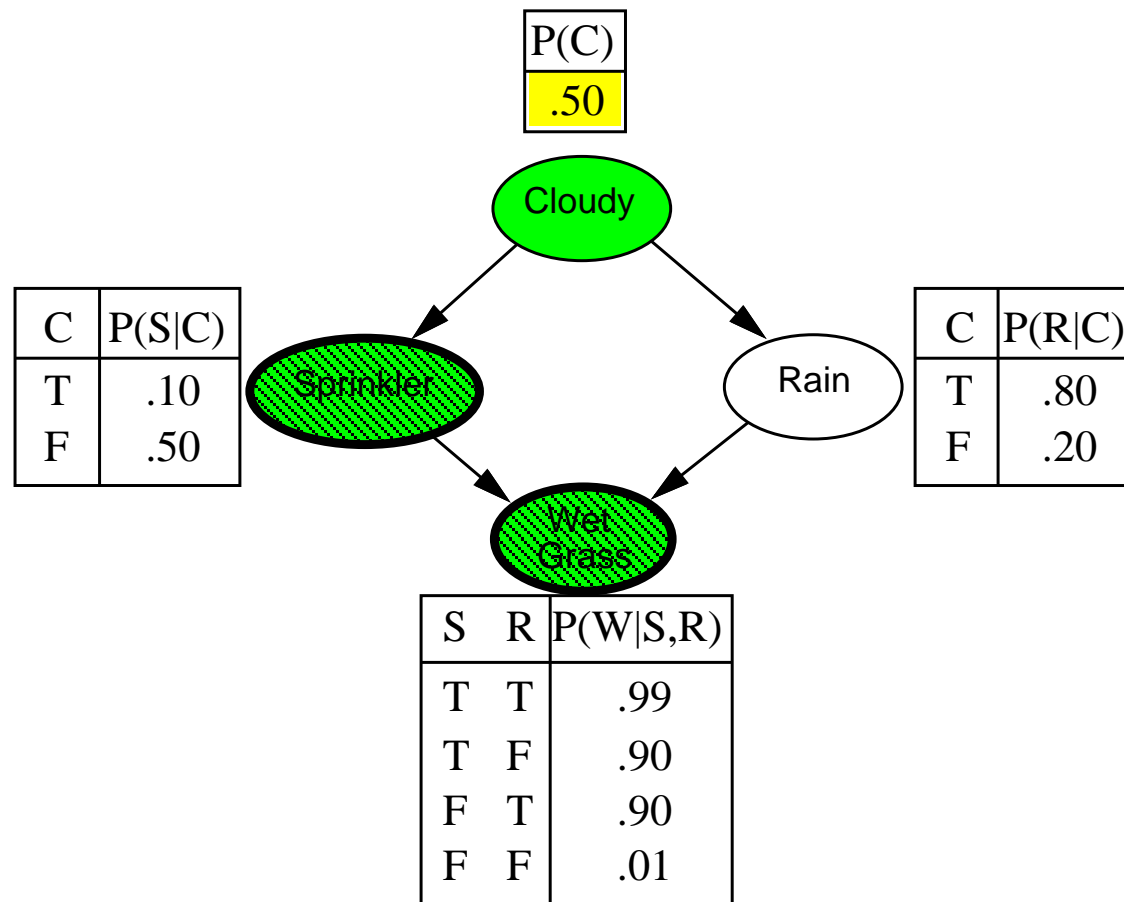 P(C)
.50
Cloudy
C P(S|C)
T .10
F .50
Sprinkler
Rain
C P(R|C)
T .80
F .20
Wet
Grass
S R P(W|S,R)
T T .99
T F .90
F T .90
F F .01